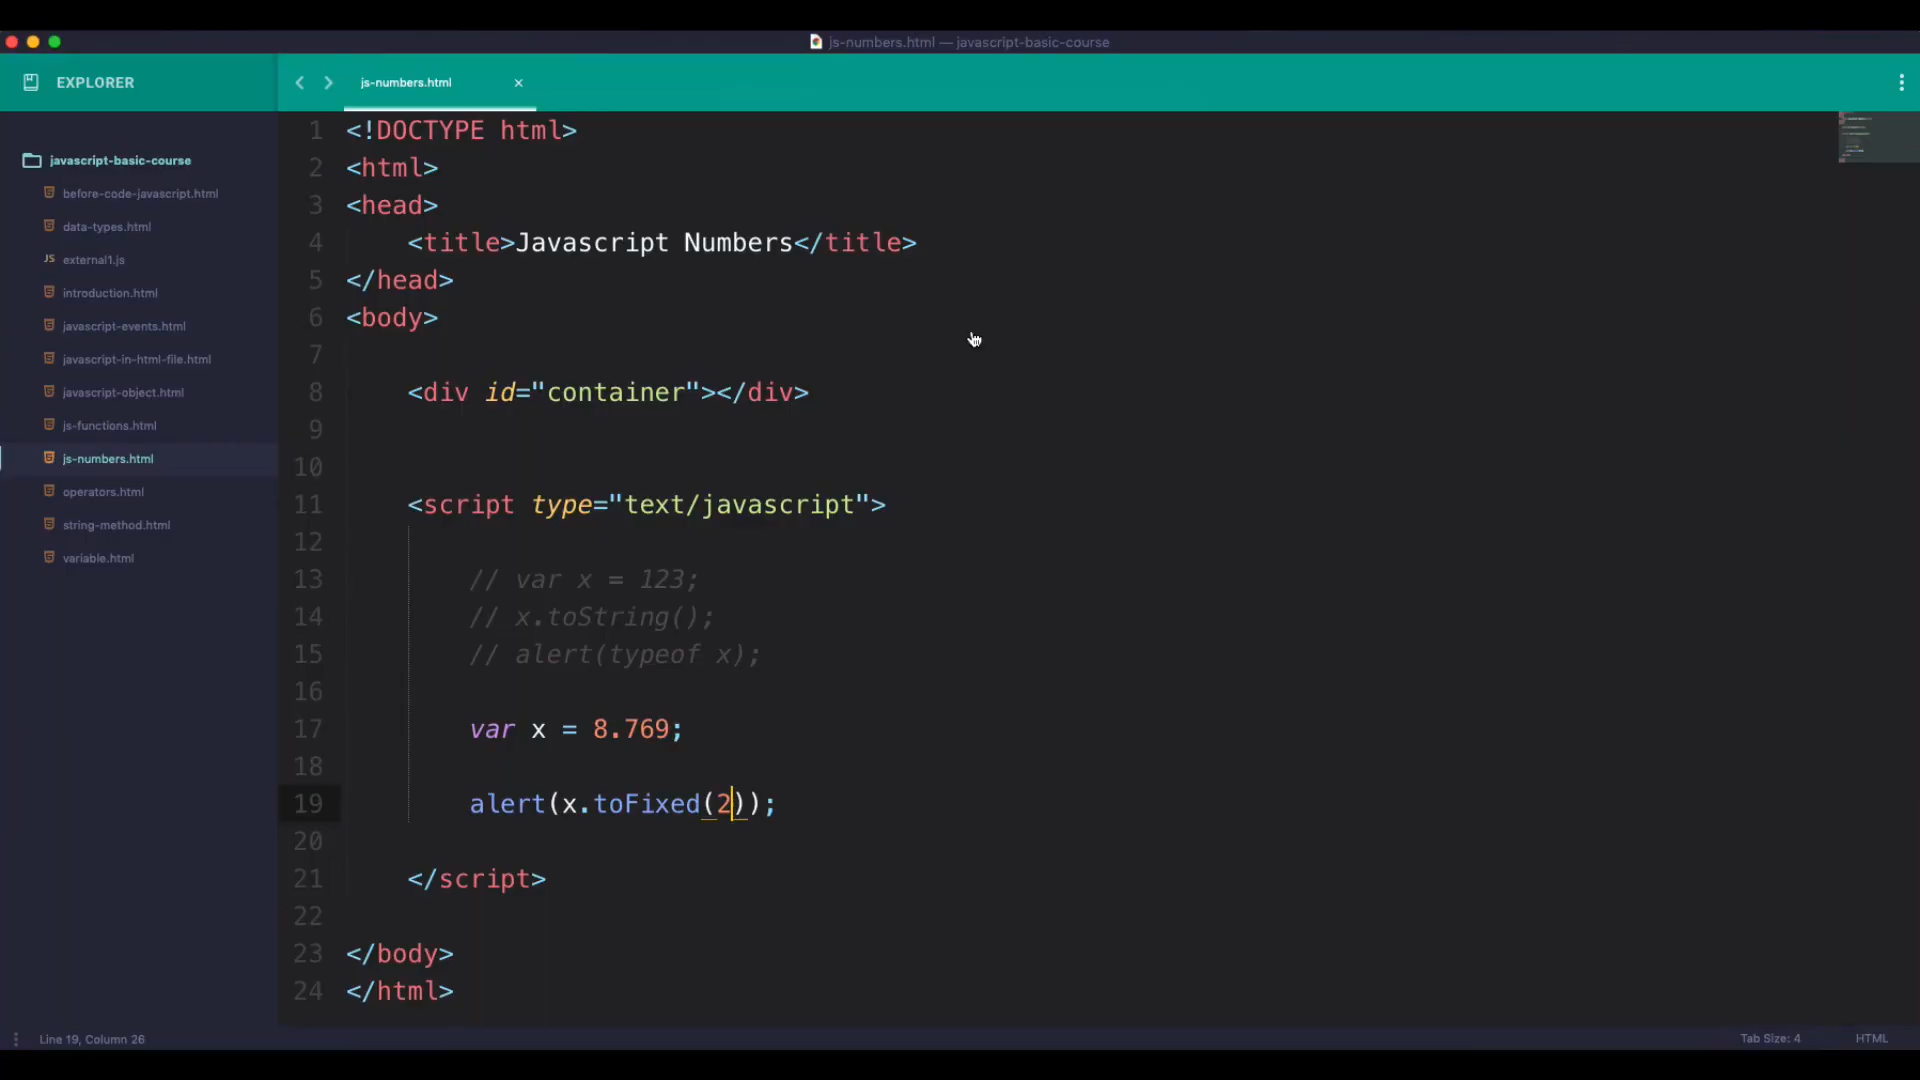 js-numbers.html — javascript-basic-course
EXPLORER
js-numbers.html ×
javascript-basic-course
before-code-javascript.html
data-types.html
JS external1.js
introduction.html
javascript-events.html
javascript-in-html-file.html
javascript-object.html
js-functions.html
js-numbers.html
operators.html
string-method.html
variable.html
1 <!DOCTYPE html>
2 <html>
3 <head>
4 <title>Javascript Numbers</title>
5 </head>
6 <body>
7
8 <div id="container"></div>
9
10
11 <script type="text/javascript">
12
13 // var x = 123;
14 // x.toString();
15 // alert(typeof x);
16
17 var x = 8.769;
18
19 alert(x.toFixed(2));
20
21 </script>
22
23 </body>
24 </html>
Line 19, Column 26
Tab Size: 4
HTML